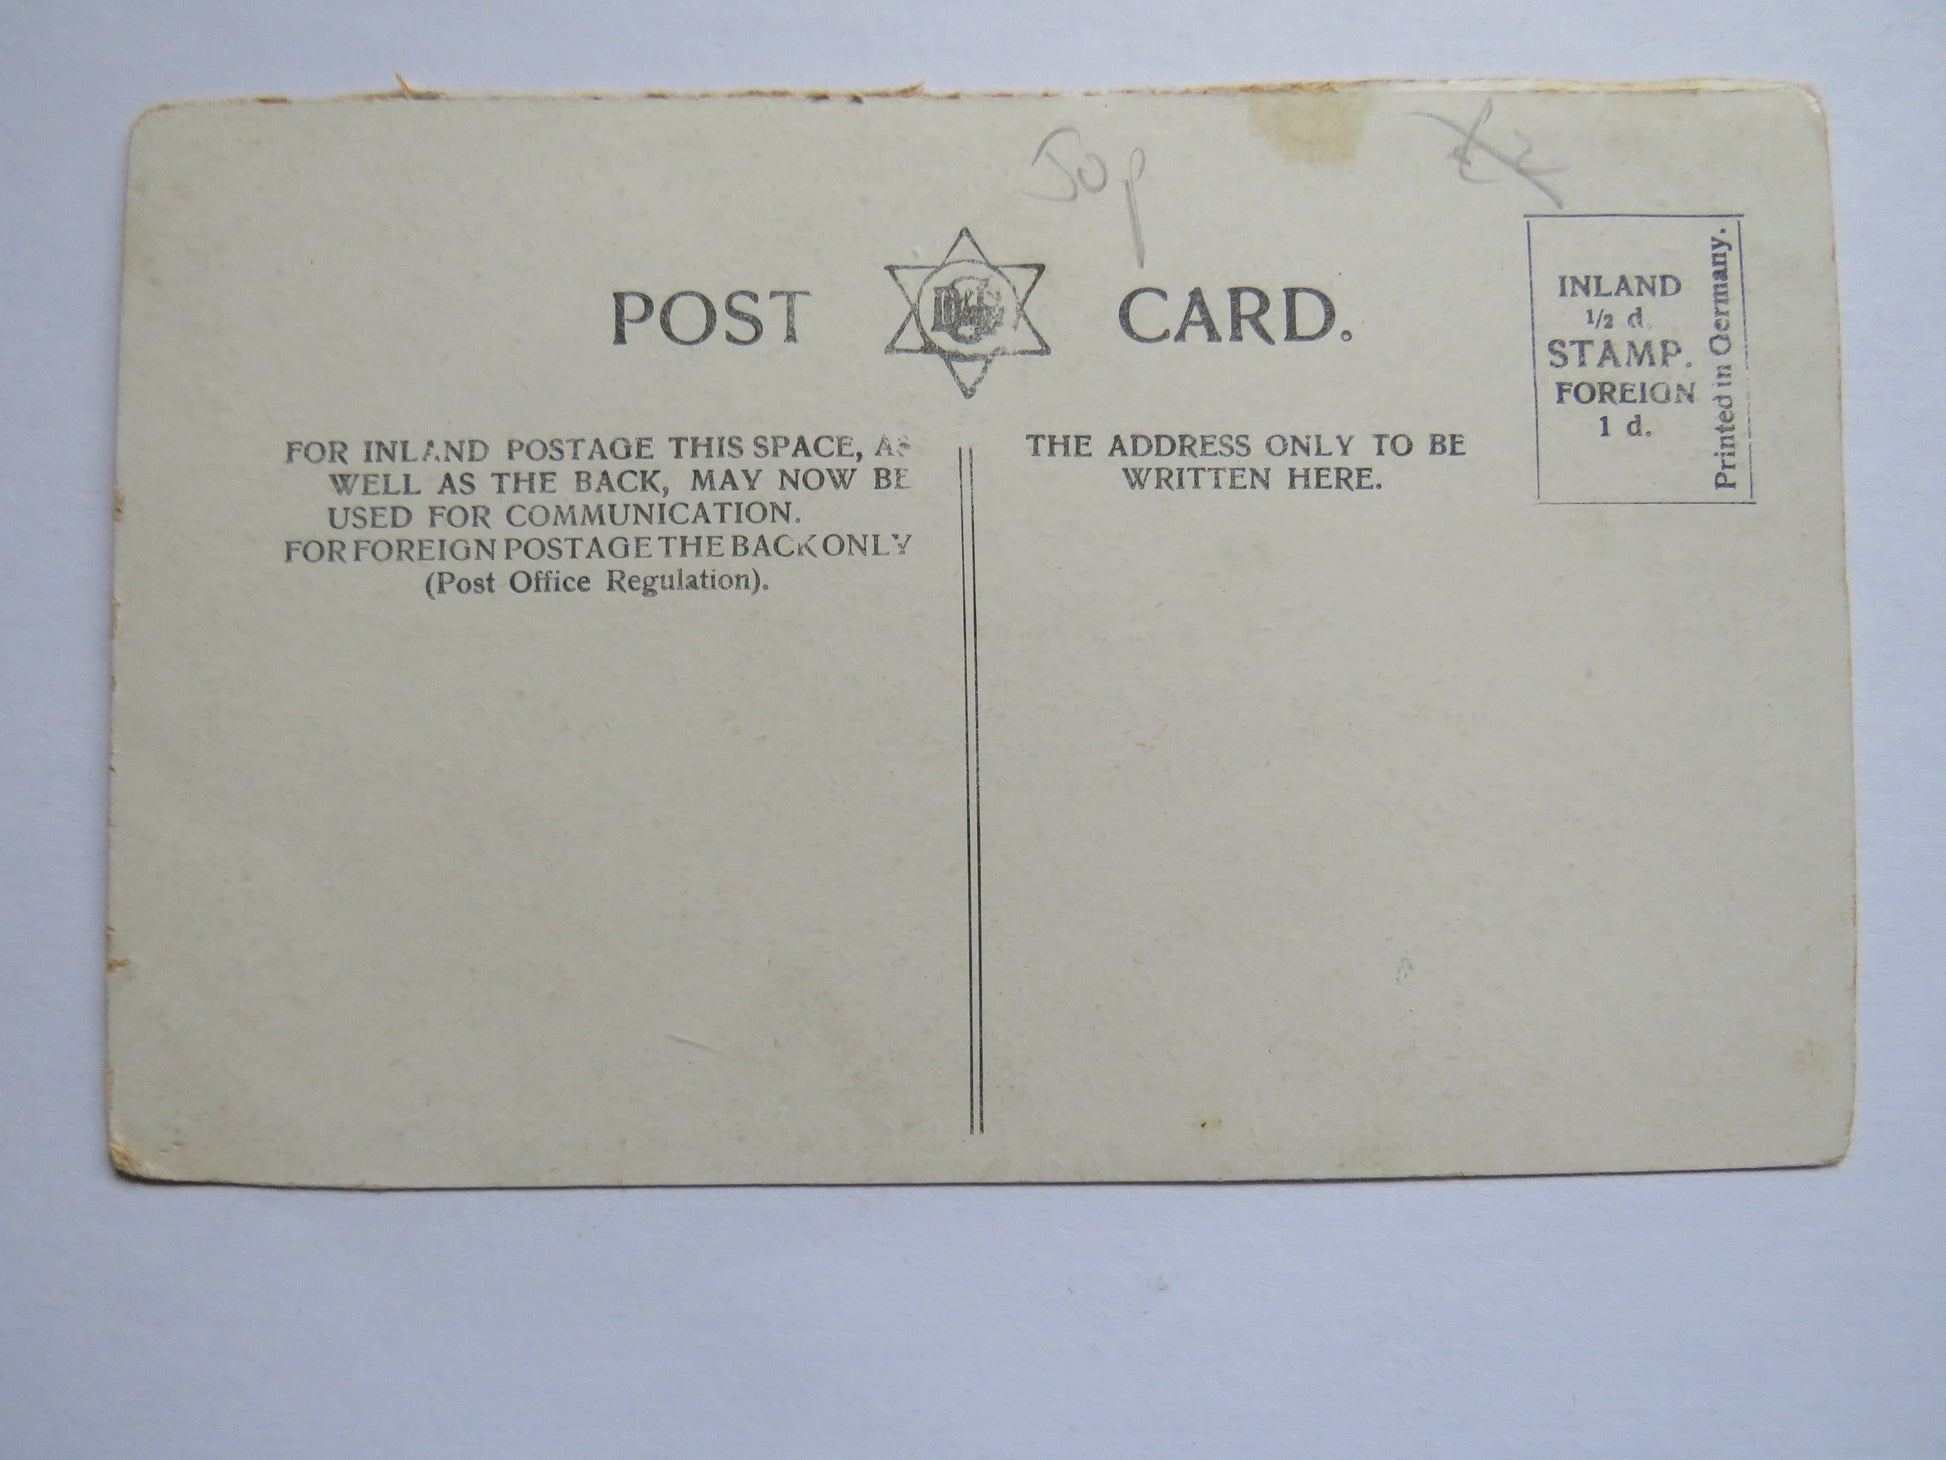 50p
£2
POST CARD.
INLAND
1/2 d.
STAMP.
FOREIGN
1 d.
Printed in Germany.
FOR INLAND POSTAGE THIS SPACE, AS
WELL AS THE BACK, MAY NOW BE
USED FOR COMMUNICATION.
FOR FOREIGN POSTAGE THE BACK ONLY
(Post Office Regulation).
THE ADDRESS ONLY TO BE
WRITTEN HERE.